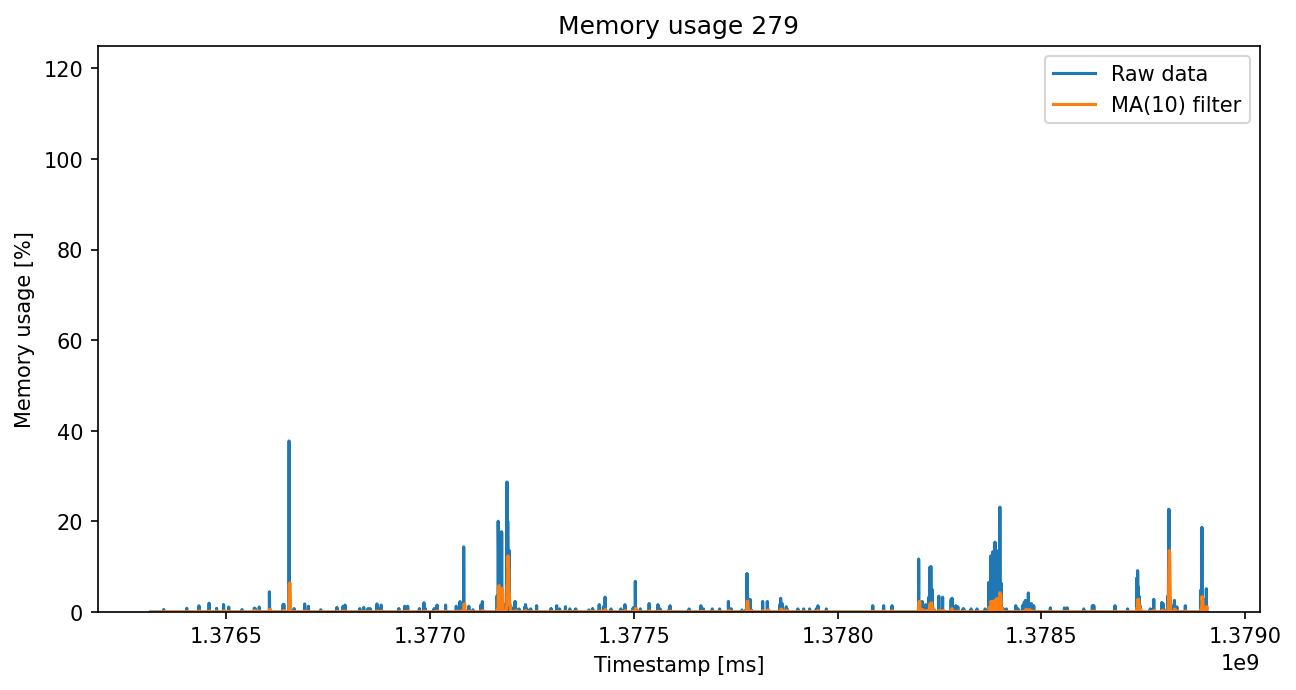 Memory usage 279
Raw data
MA(10) filter
Memory usage [%]
120
100
80
60
40
20
0
1.3765 1.3770 1.3775 1.3780 1.3785 1.3790
Timestamp [ms]
1e9